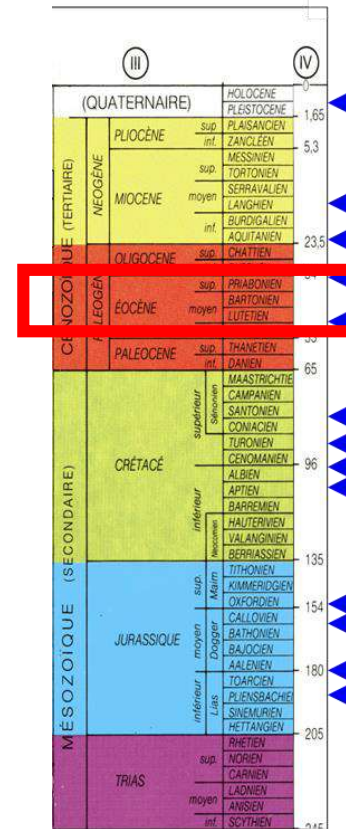 III IV
0
HOLOCENE
(QUATERNAIRE) PLEISTOCENE
1,65
PLIOCÈNE sup. PLAISANCIEN
inf. ZANCLÉEN
5,3
MESSINIEN
sup. TORTONIEN
NEOGÈNE
MIOCENE moyen SERRAVALIEN
LANGHIEN
inf. BURDIGALIEN
AQUITANIEN
23,5
(TERTIAIRE)
OLIGOCENE sup. CHATTIEN
sup. PRIABONIEN
ÉOCÈNE BARTONIEN
moyen LUTETIEN
PALEOCENE sup. THANETIEN
inf. DANIEN
65
MAASTRICHTIE
CAMPANIEN
supérieur Sénonien SANTONIEN
CONIACIEN
TURONIEN
CENOMANIEN
96
CRÉTACÉ
ALBIEN
APTIEN
inférieur BARREMIEN
Neocomien HAUTERIVIEN
VALANGINIEN
BERRIASSIEN
135
MÉSOZOÏQUE (SECONDAIRE)
TITHONIEN
sup. Malm KIMMERIDGIEN
OXFORDIEN
154
CALLOVIEN
JURASSIQUE moyen Dogger BATHONIEN
BAJOCIEN
AALENIEN
180
TOARCIEN
inférieur Lias PLIENSBACHIE
SINEMURIEN
HETTANGIEN
205
RHETIEN
sup. NORIEN
TRIAS CARNIEN
moyen LADNIEN
ANISIEN
inf. SCYTHIEN